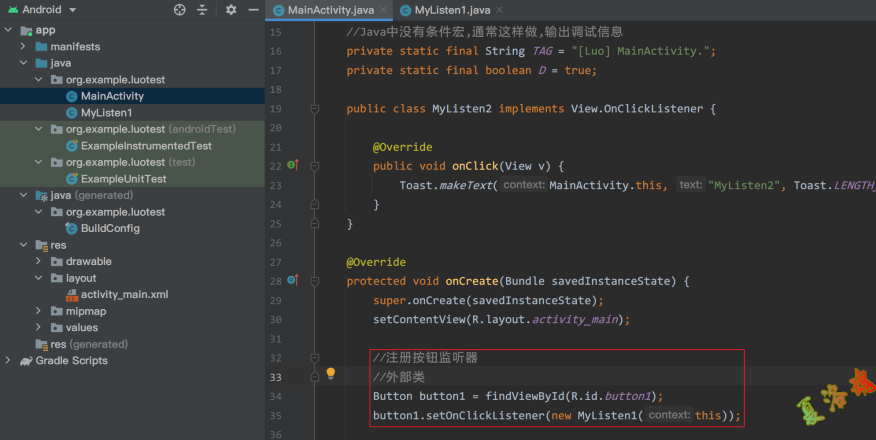 Android
MainActivity.java
MyListen1.java
app
manifests
java
org.example.luotest
MainActivity
MyListen1
org.example.luotest (androidTest)
ExampleInstrumentedTest
org.example.luotest (test)
ExampleUnitTest
java (generated)
org.example.luotest
BuildConfig
res
drawable
layout
activity_main.xml
mipmap
values
res (generated)
Gradle Scripts
15 //Java中没有条件宏,通常这样做,输出调试信息
16 private static final String TAG = "[Luo] MainActivity.";
17 private static final boolean D = true;
18
19 public class MyListen2 implements View.OnClickListener {
20
21 @Override
22 public void onClick(View v) {
23 Toast.makeText( context: MainActivity.this, text: "MyListen2", Toast.LENGTH_
24 }
25 }
26
27 @Override
28 protected void onCreate(Bundle savedInstanceState) {
29 super.onCreate(savedInstanceState);
30 setContentView(R.layout.activity_main);
31
32 //注册按钮监听器
33 //外部类
34 Button button1 = findViewById(R.id.button1);
35 button1.setOnClickListener(new MyListen1( context: this));
36